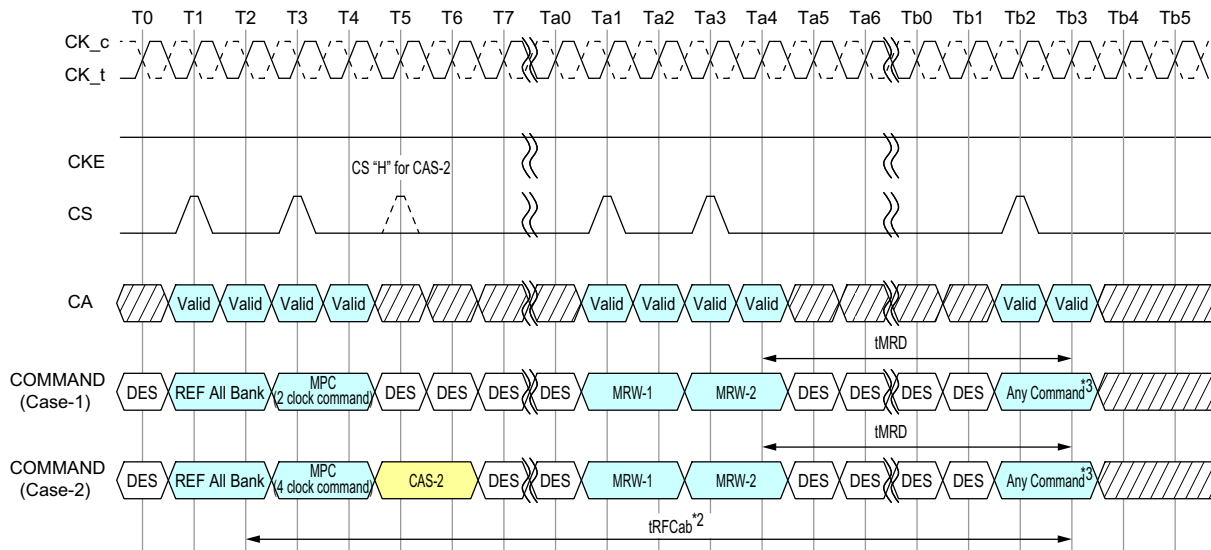 T0 T1 T2 T3 T4 T5 T6 T7 Ta0 Ta1 Ta2 Ta3 Ta4 Ta5 Ta6 Tb0 Tb1 Tb2 Tb3 Tb4 Tb5
CK_c
CK_t
CKE
CS “H” for CAS-2
CS
CA Valid Valid Valid Valid Valid Valid Valid Valid Valid Valid
tMRD
COMMAND
(Case-1)
DES REF All Bank MPC
(2 clock command)
DES DES DES DES MRW-1 MRW-2 DES DES DES DES Any Command*3
tMRD
COMMAND
(Case-2)
DES REF All Bank MPC
(4 clock command)
CAS-2 DES DES MRW-1 MRW-2 DES DES DES DES Any Command*3
tRFCab*2